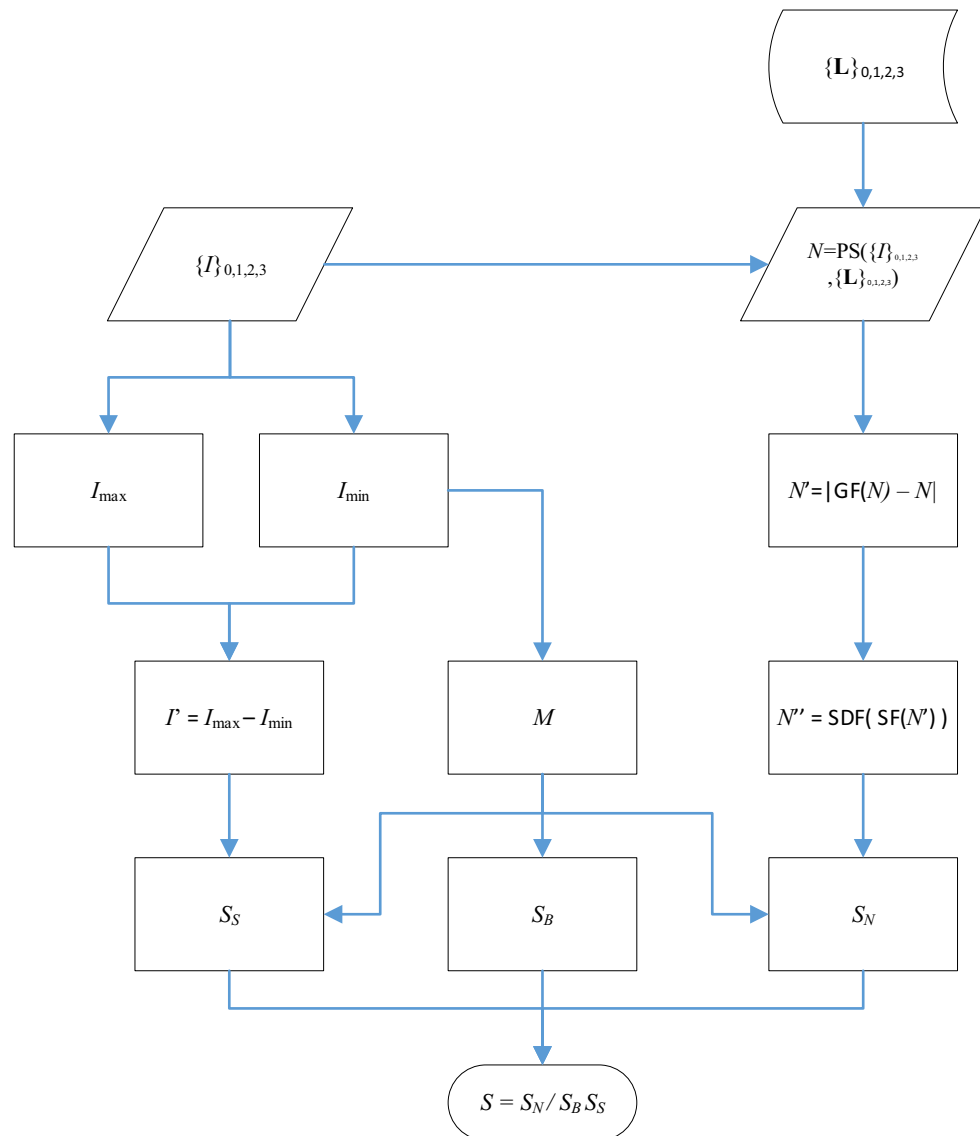 {L}0,1,2,3
{I}0,1,2,3
N=PS({I}0,1,2,3
,{L}0,1,2,3)
Imax
Imin
N'=|GF(N) – N|
I’ = Imax – Imin
M
N'' = SDF( SF(N’) )
SS
SB
SN
S = SN / SB SS